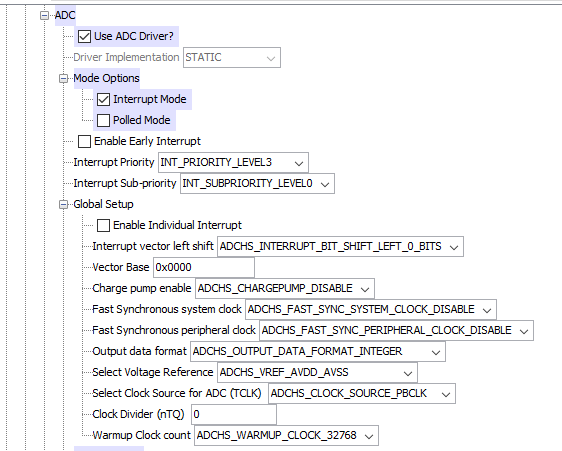 ADC
Use ADC Driver?
Driver Implementation STATIC
Mode Options
Interrupt Mode
Polled Mode
Enable Early Interrupt
Interrupt Priority INT_PRIORITY_LEVEL3
Interrupt Sub-priority INT_SUBPRIORITY_LEVEL0
Global Setup
Enable Individual Interrupt
Interrupt vector left shift ADCHS_INTERRUPT_BIT_SHIFT_LEFT_0_BITS
Vector Base 0x0000
Charge pump enable ADCHS_CHARGEPUMP_DISABLE
Fast Synchronous system clock ADCHS_FAST_SYNC_SYSTEM_CLOCK_DISABLE
Fast Synchronous peripheral clock ADCHS_FAST_SYNC_PERIPHERAL_CLOCK_DISABLE
Output data format ADCHS_OUTPUT_DATA_FORMAT_INTEGER
Select Voltage Reference ADCHS_VREF_AVDD_AVSS
Select Clock Source for ADC (TCLK) ADCHS_CLOCK_SOURCE_PBCLK
Clock Divider (nTQ) 0
Warmup Clock count ADCHS_WARMUP_CLOCK_32768